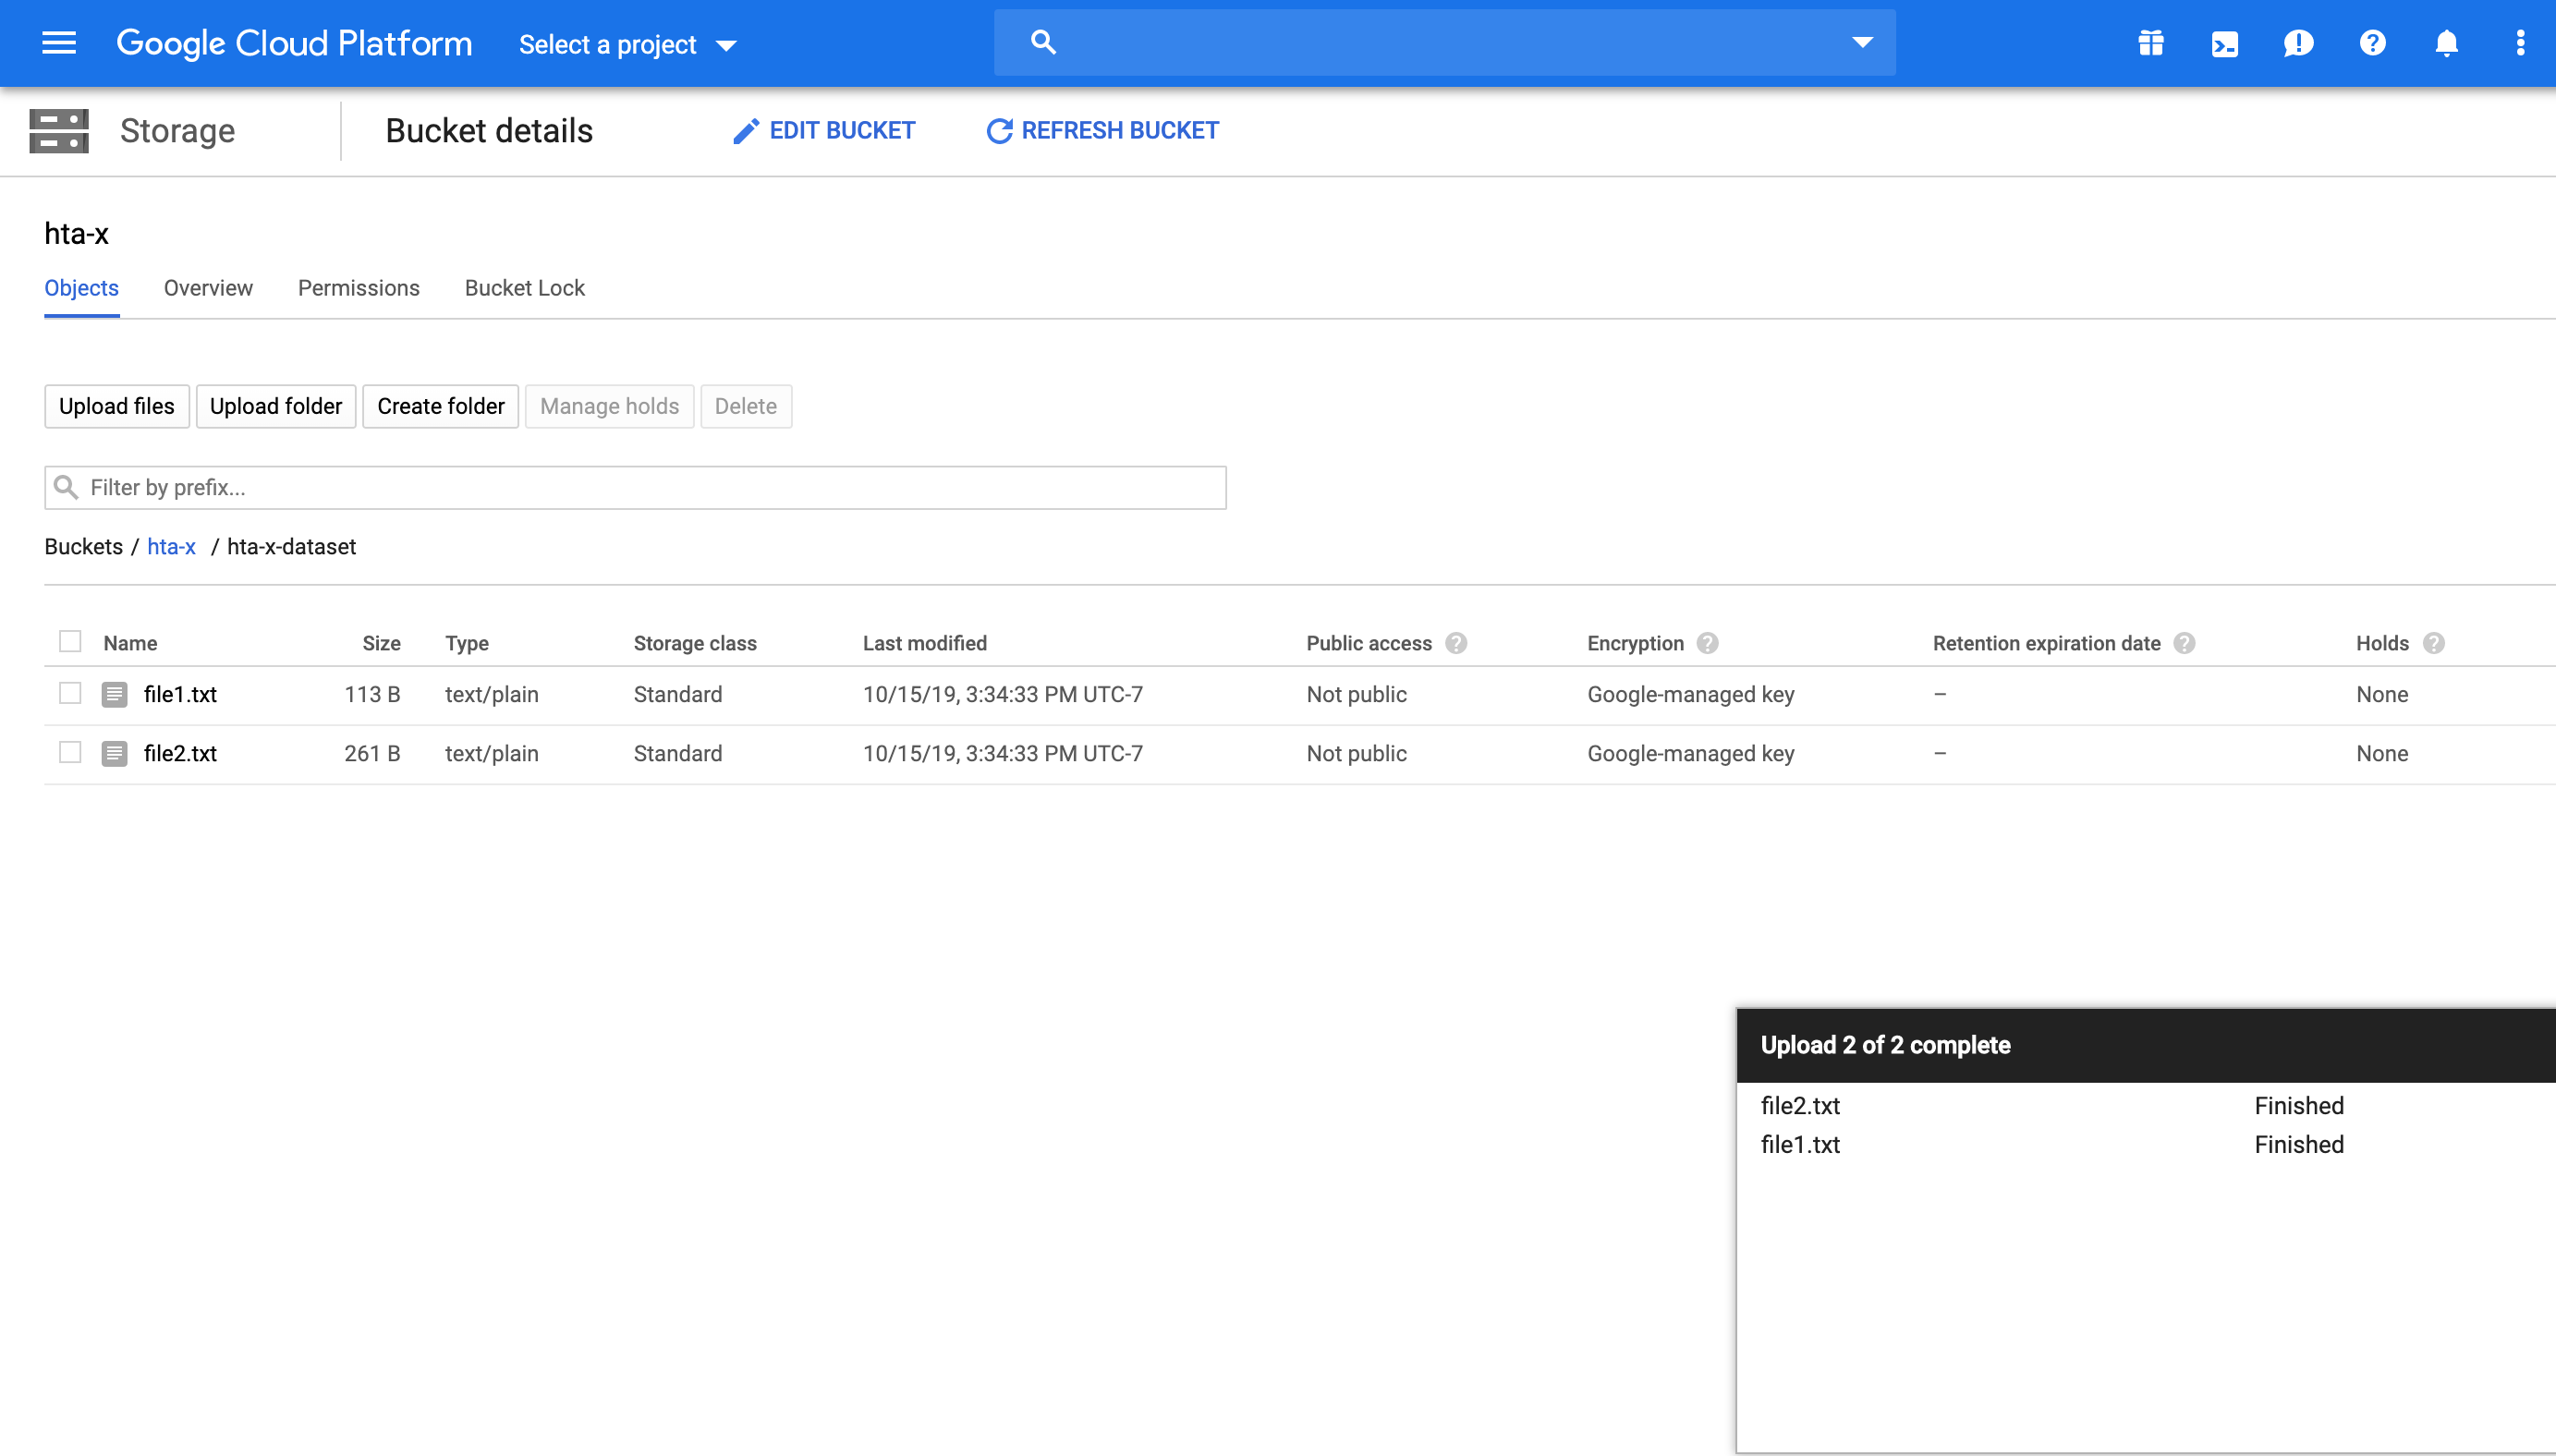 Google Cloud Platform Select a project
Storage Bucket details EDIT BUCKET REFRESH BUCKET
hta-x
Objects Overview Permissions Bucket Lock
Upload files Upload folder Create folder Manage holds Delete
Filter by prefix...
Buckets / hta-x / hta-x-dataset
Name Size Type Storage class Last modified Public access Encryption Retention expiration date Holds
file1.txt 113 B text/plain Standard 10/15/19, 3:34:33 PM UTC-7 Not public Google-managed key – None
file2.txt 261 B text/plain Standard 10/15/19, 3:34:33 PM UTC-7 Not public Google-managed key – None
Upload 2 of 2 complete
file2.txt Finished
file1.txt Finished